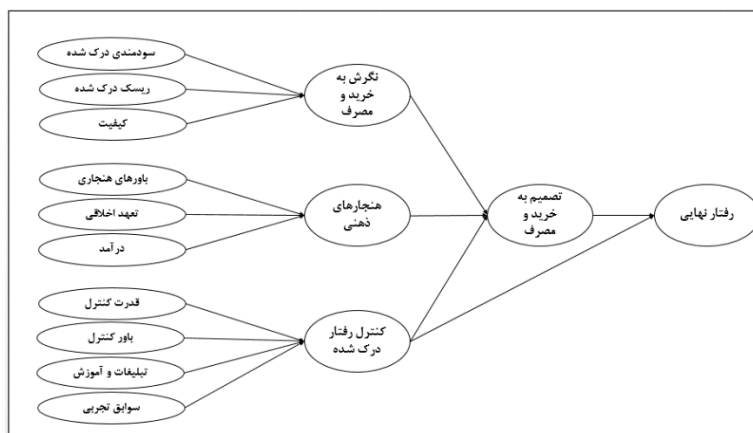 سودمندی درک شده
ریسک درک شده
کیفیت
نگرش به
خرید و
مصرف
باورهای هنجاری
تعهد اخلاقی
درآمد
هنجارهای
ذهنی
قدرت کنترل
باور کنترل
تبلیغات و آموزش
سوابق تجربی
کنترل رفتار
درک شده
تصمیم به
خرید و
مصرف
رفتار نهایی